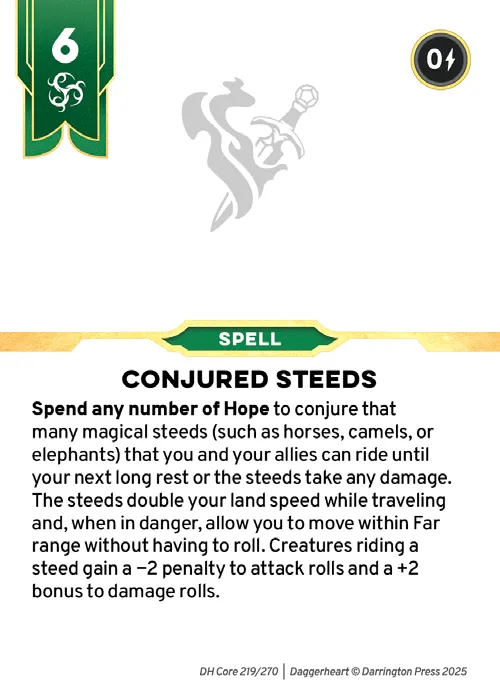 6
0
SPELL
CONJURED STEEDS
Spend any number of Hope to conjure that
many magical steeds (such as horses, camels, or
elephants) that you and your allies can ride until
your next long rest or the steeds take any damage.
The steeds double your land speed while traveling
and, when in danger, allow you to move within Far
range without having to roll. Creatures riding a
steed gain a −2 penalty to attack rolls and a +2
bonus to damage rolls.
DH Core 219/270 | Daggerheart © Darrington Press 2025